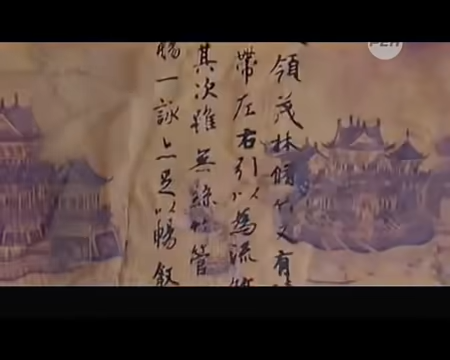 領茂林脩竹又有
帶左右引以為流
其次雖無絲竹管
觴一詠亦足以暢敘
РЕН